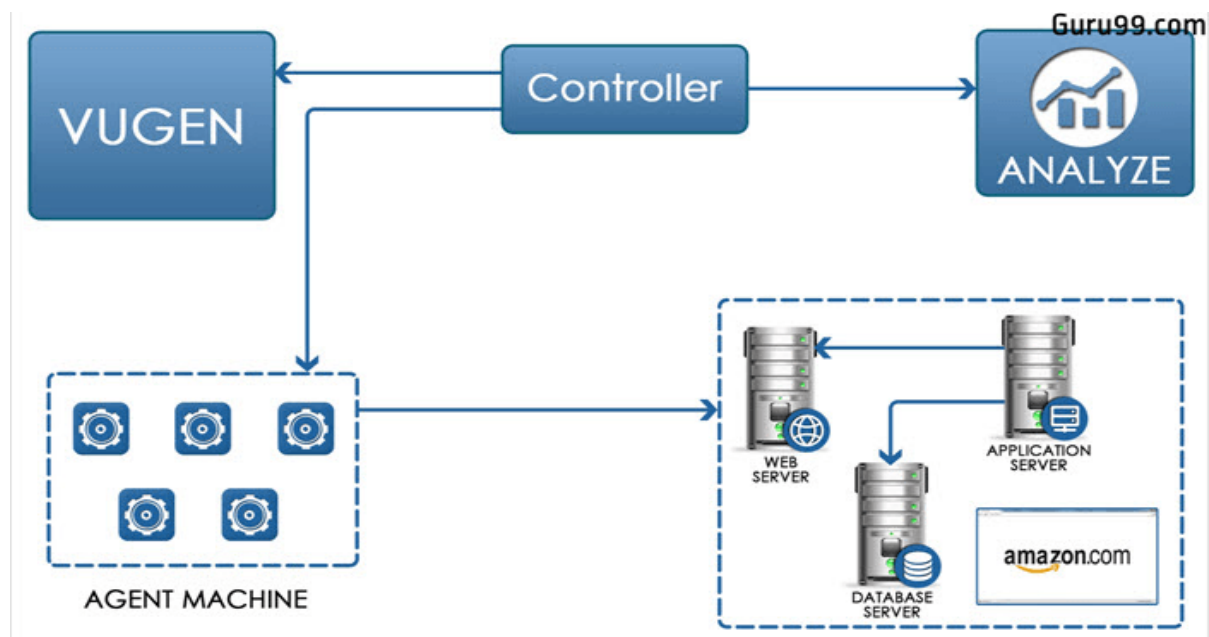 Guru99.com
VUGEN
Controller
ANALYZE
WEB
SERVER
APPLICATION
SERVER
DATABASE
SERVER
amazon.com
AGENT MACHINE